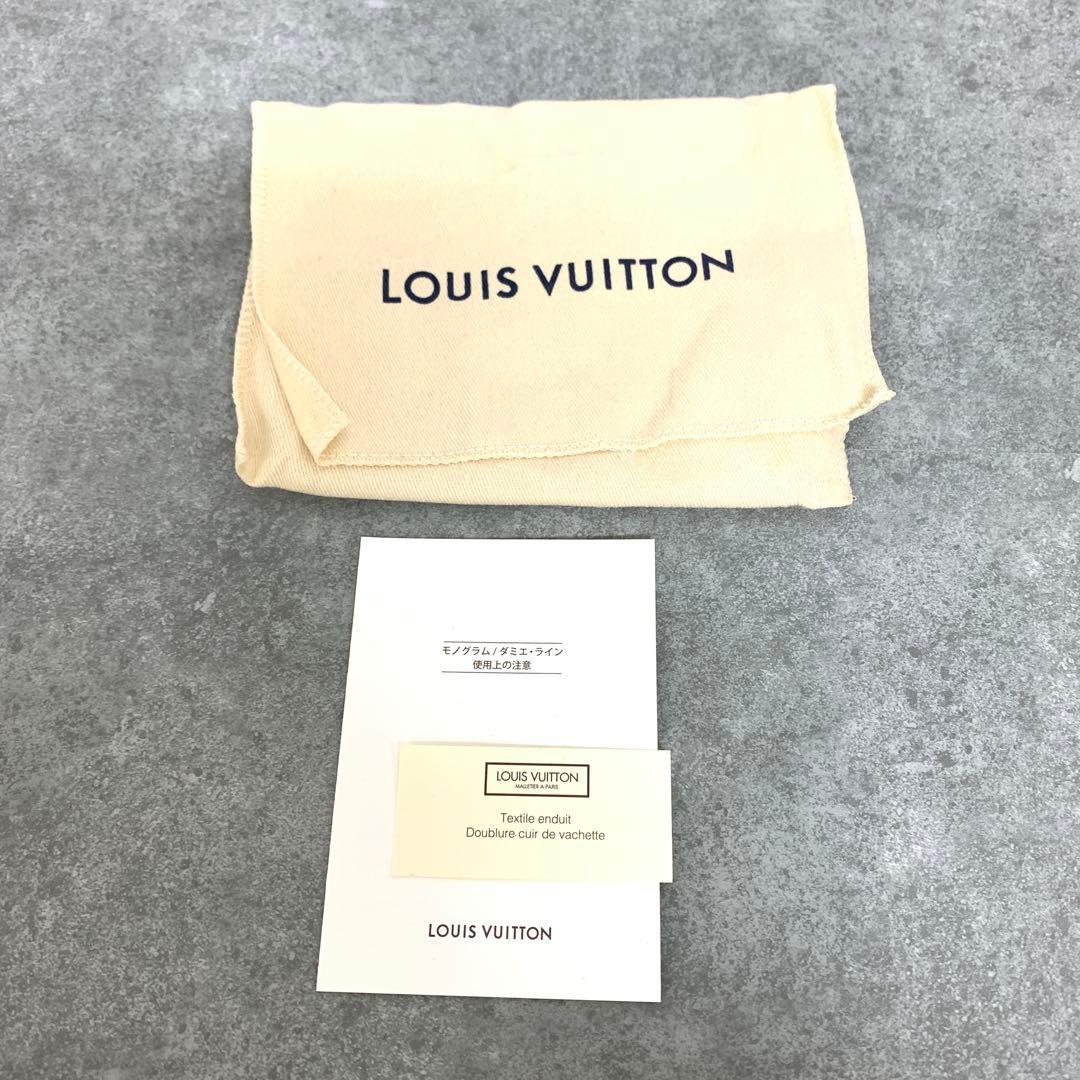 LOUIS VUITTON
モノグラム / ダミエ・ライン
使用上の注意
LOUIS VUITTON
MALLETIER A PARIS
Textile enduit
Doublure cuir de vachette
LOUIS VUITTON